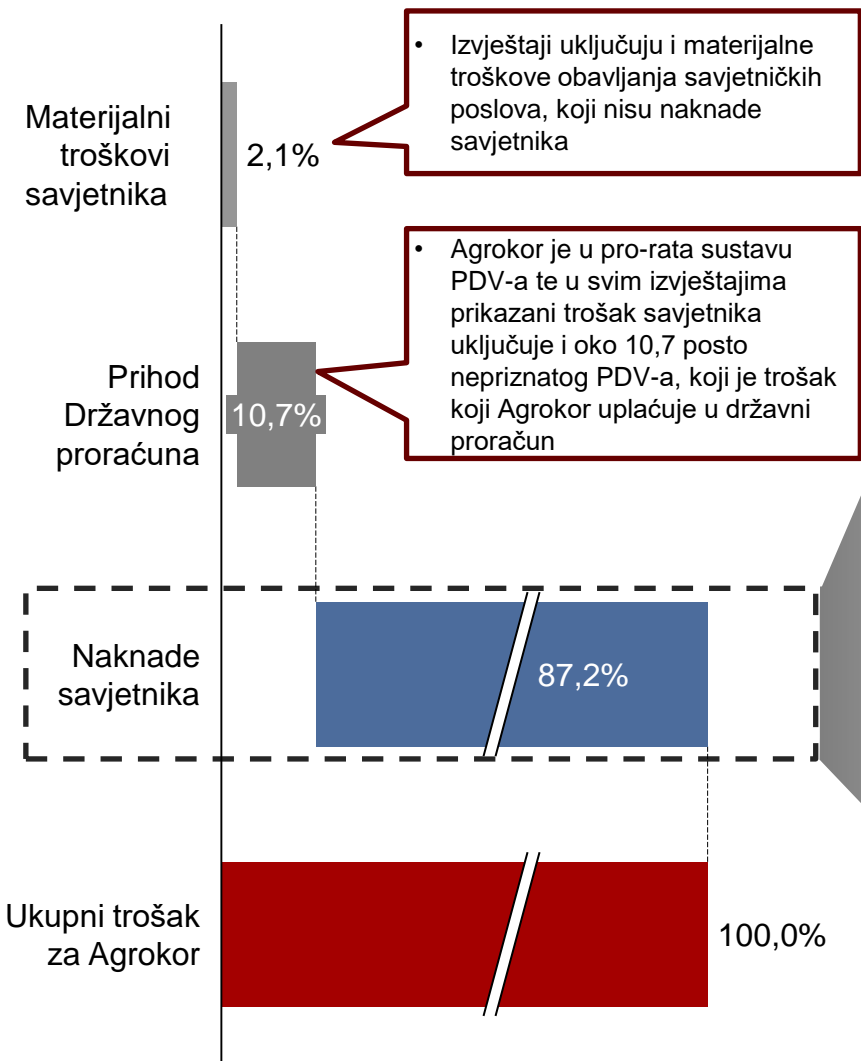 Materijalni
troškovi
savjetnika
2,1%
• Izvještaji uključuju i materijalne
troškove obavljanja savjetničkih
poslova, koji nisu naknade
savjetnika
Prihod
Državnog
proraćuna
10,7%
• Agrokor je u pro-rata sustavu
PDV-a te u svim izvještajima
prikazani trošak savjetnika
uključuje i oko 10,7 posto
nepriznatog PDV-a, koji je trošak
koji Agrokor uplaćuje u državni
proračun
Naknade
savjetnika
87,2%
Ukupni trošak
za Agrokor
100,0%